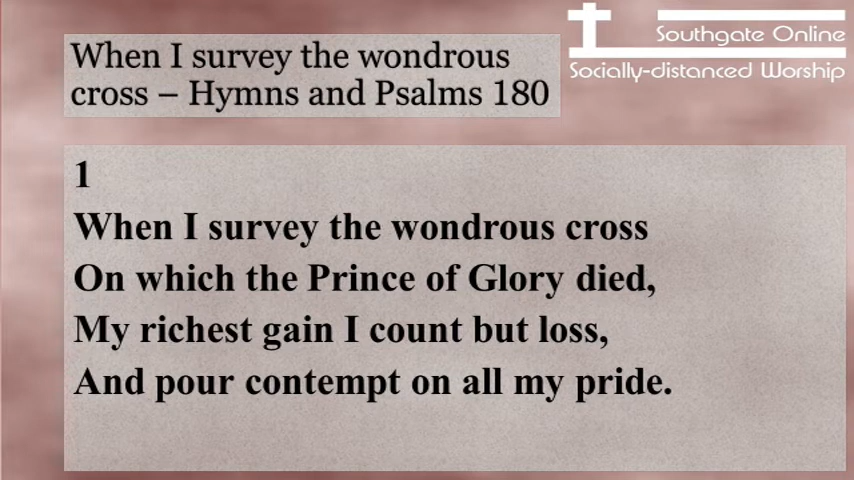 When I survey the wondrous
cross – Hymns and Psalms 180
Southgate Online
Socially-distanced Worship
1
When I survey the wondrous cross
On which the Prince of Glory died,
My richest gain I count but loss,
And pour contempt on all my pride.